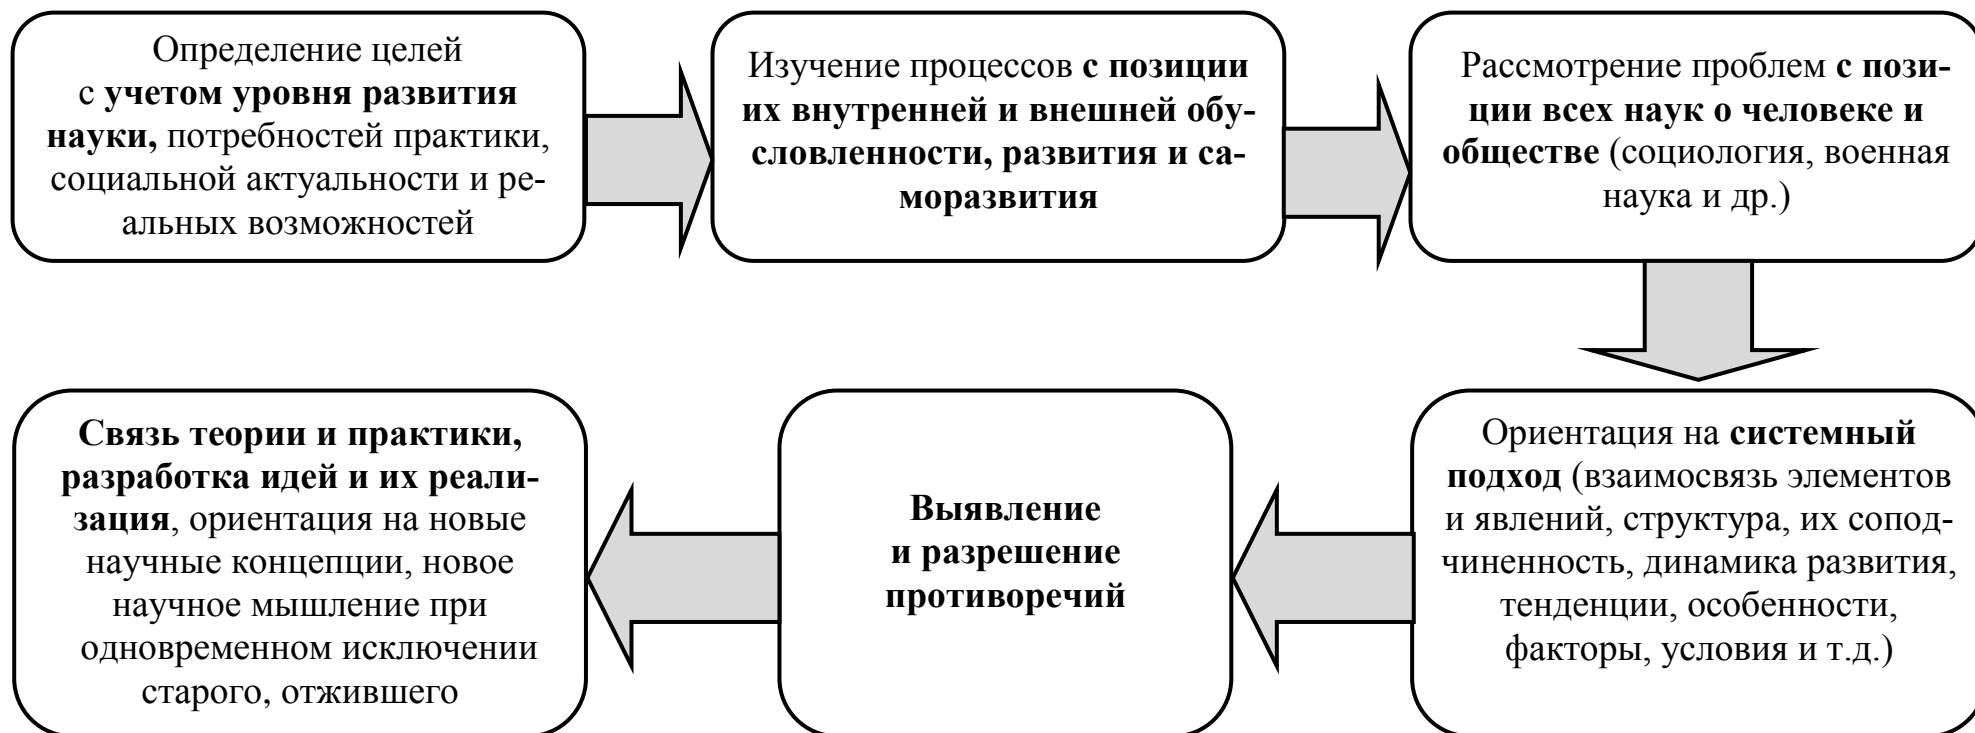 Определение целей
с учетом уровня развития
науки, потребностей практики,
социальной актуальности и ре-
альных возможностей
Изучение процессов с позиции
их внутренней и внешней обу-
словленности, развития и са-
моразвития
Рассмотрение проблем с пози-
ции всех наук о человеке и
обществе (социология, военная
наука и др.)
Ориентация на системный
подход (взаимосвязь элементов
и явлений, структура, их сопод-
чиненность, динамика развития,
тенденции, особенности,
факторы, условия и т.д.)
Выявление
и разрешение
противоречий
Связь теории и практики,
разработка идей и их реали-
зация, ориентация на новые
научные концепции, новое
научное мышление при
одновременном исключении
старого, отжившего